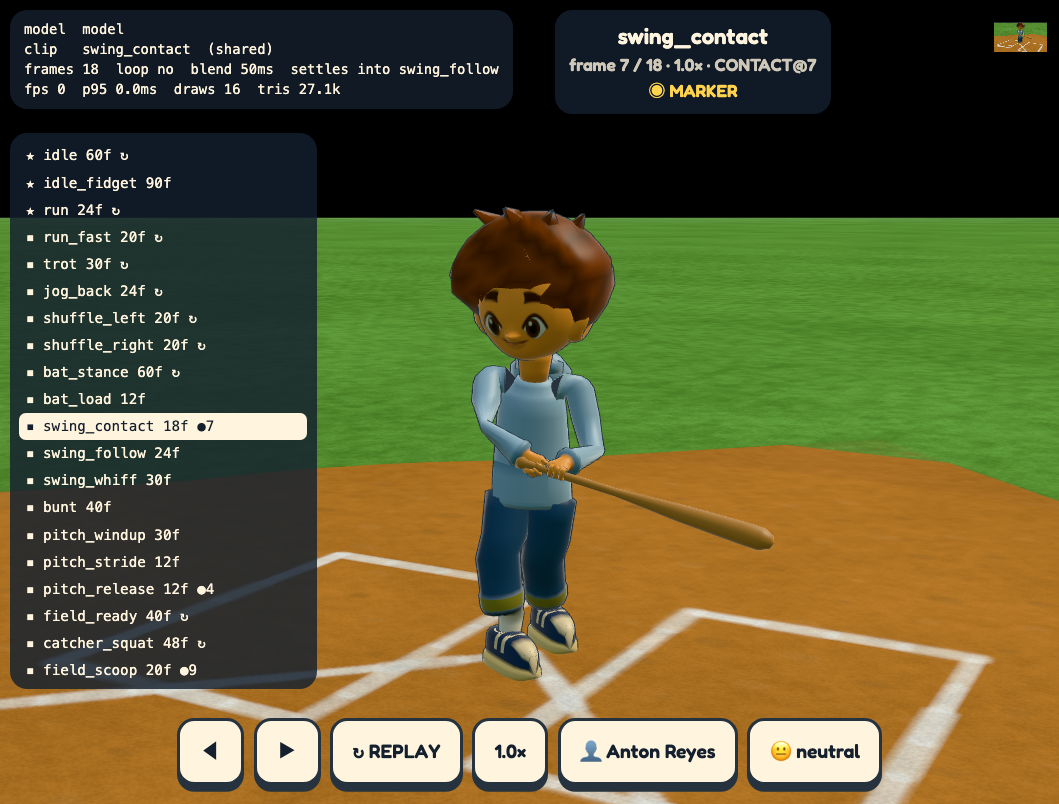 model  model
clip  swing_contact  (shared)
frames 18  loop no  blend 50ms  settles into swing_follow
fps 0  p95 0.0ms  draws 16  tris 27.1k
swing_contact
frame 7 / 18 · 1.0× · CONTACT@7
◉ MARKER
★ idle 60f ↻
★ idle_fidget 90f
★ run 24f ↻
▪ run_fast 20f ↻
▪ trot 30f ↻
▪ jog_back 24f ↻
▪ shuffle_left 20f ↻
▪ shuffle_right 20f ↻
▪ bat_stance 60f ↻
▪ bat_load 12f
▪ swing_contact 18f ●7
▪ swing_follow 24f
▪ swing_whiff 30f
▪ bunt 40f
▪ pitch_windup 30f
▪ pitch_stride 12f
▪ pitch_release 12f ●4
▪ field_ready 40f ↻
▪ catcher_squat 48f ↻
▪ field_scoop 20f ●9
◀ ▶ ↻ REPLAY 1.0× 👤 Anton Reyes 😐 neutral